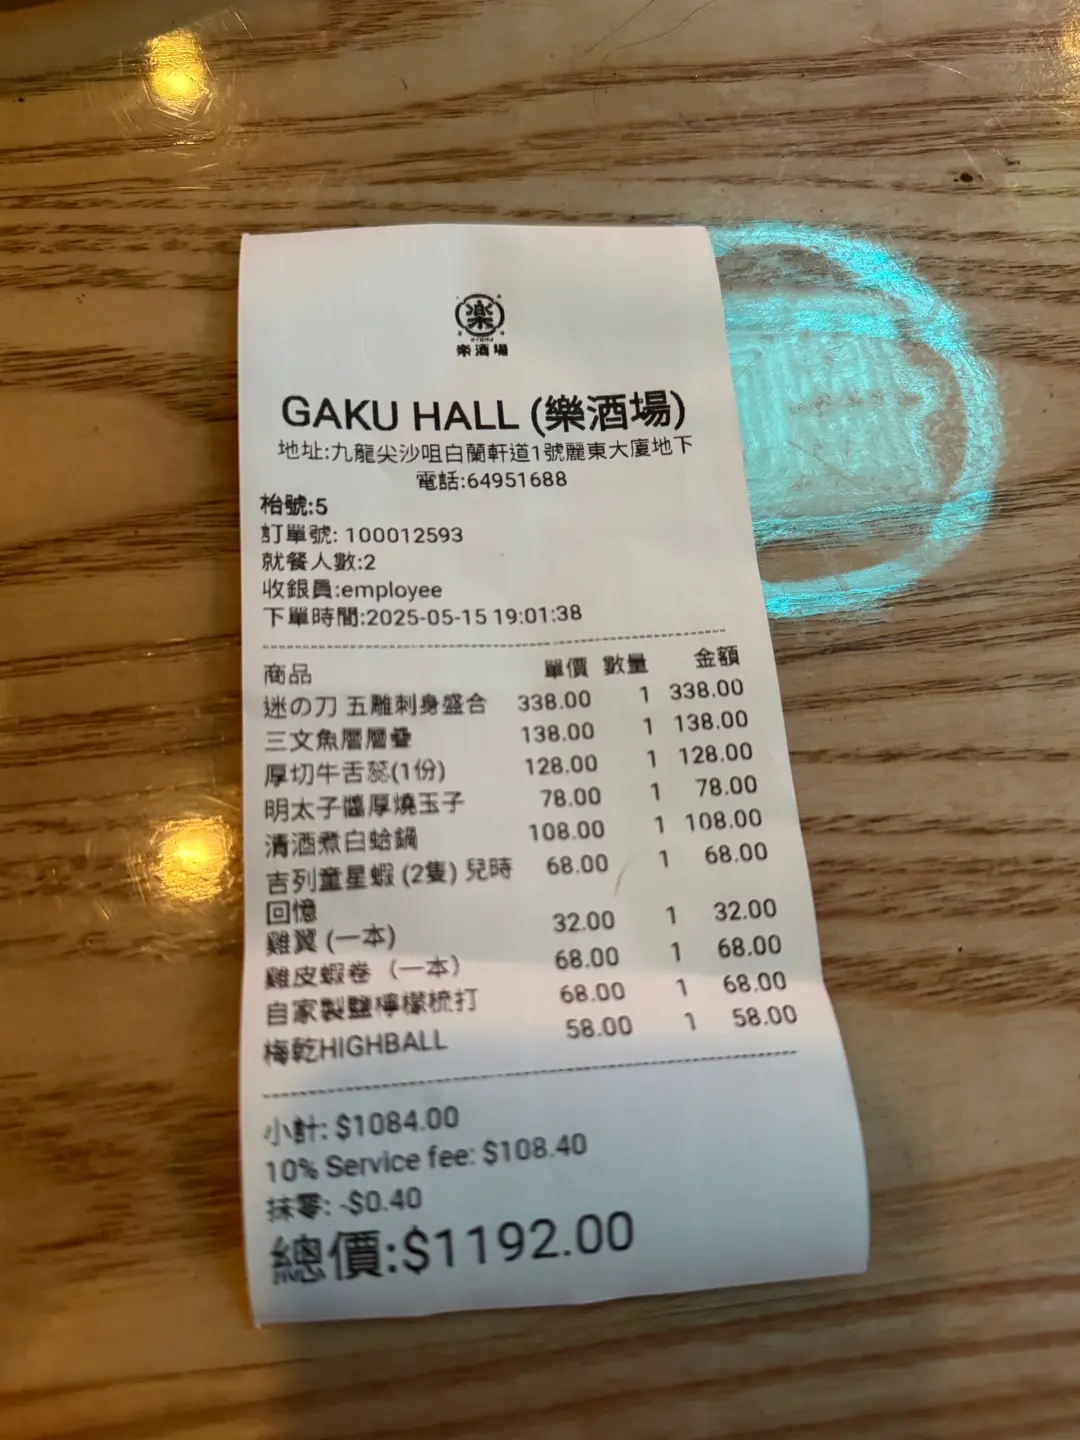 楽
GYOHU
楽酒場
GAKU HALL (樂酒場)
地址:九龍尖沙咀白蘭軒道1號麗東大廈地下
電話:64951688
枱號:5
訂單號: 100012593
就餐人數:2
收銀員:employee
下單時間:2025-05-15 19:01:38
商品 單價 數量 金額
迷の刀 五雕刺身盛合 338.00 1 338.00
三文魚層層疊 138.00 1 138.00
厚切牛舌蕊(1份) 128.00 1 128.00
明太子醬厚燒玉子 78.00 1 78.00
清酒煮白蛤鍋 108.00 1 108.00
吉列童星蝦 (2隻) 兒時 68.00 1 68.00
回憶
雞翼 (一本) 32.00 1 32.00
雞皮蝦卷 （一本） 68.00 1 68.00
自家製鹽檸檬梳打 68.00 1 68.00
梅乾HIGHBALL 58.00 1 58.00
小計: $1084.00
10% Service fee: $108.40
抹零: -$0.40
總價:$1192.00